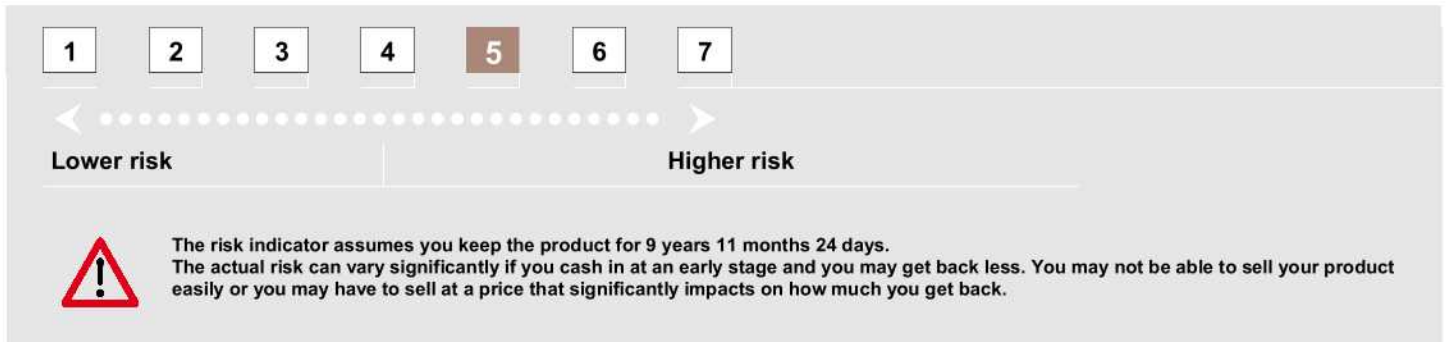 1 2 3 4 5 6 7
Lower risk Higher risk
The risk indicator assumes you keep the product for 9 years 11 months 24 days.
The actual risk can vary significantly if you cash in at an early stage and you may get back less. You may not be able to sell your product
easily or you may have to sell at a price that significantly impacts on how much you get back.